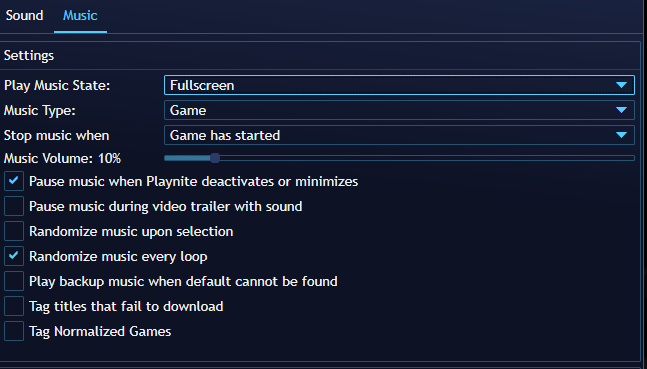 Sound Music
Settings
Play Music State: Fullscreen
Music Type: Game
Stop music when Game has started
Music Volume: 10%
Pause music when Playnite deactivates or minimizes
Pause music during video trailer with sound
Randomize music upon selection
Randomize music every loop
Play backup music when default cannot be found
Tag titles that fail to download
Tag Normalized Games